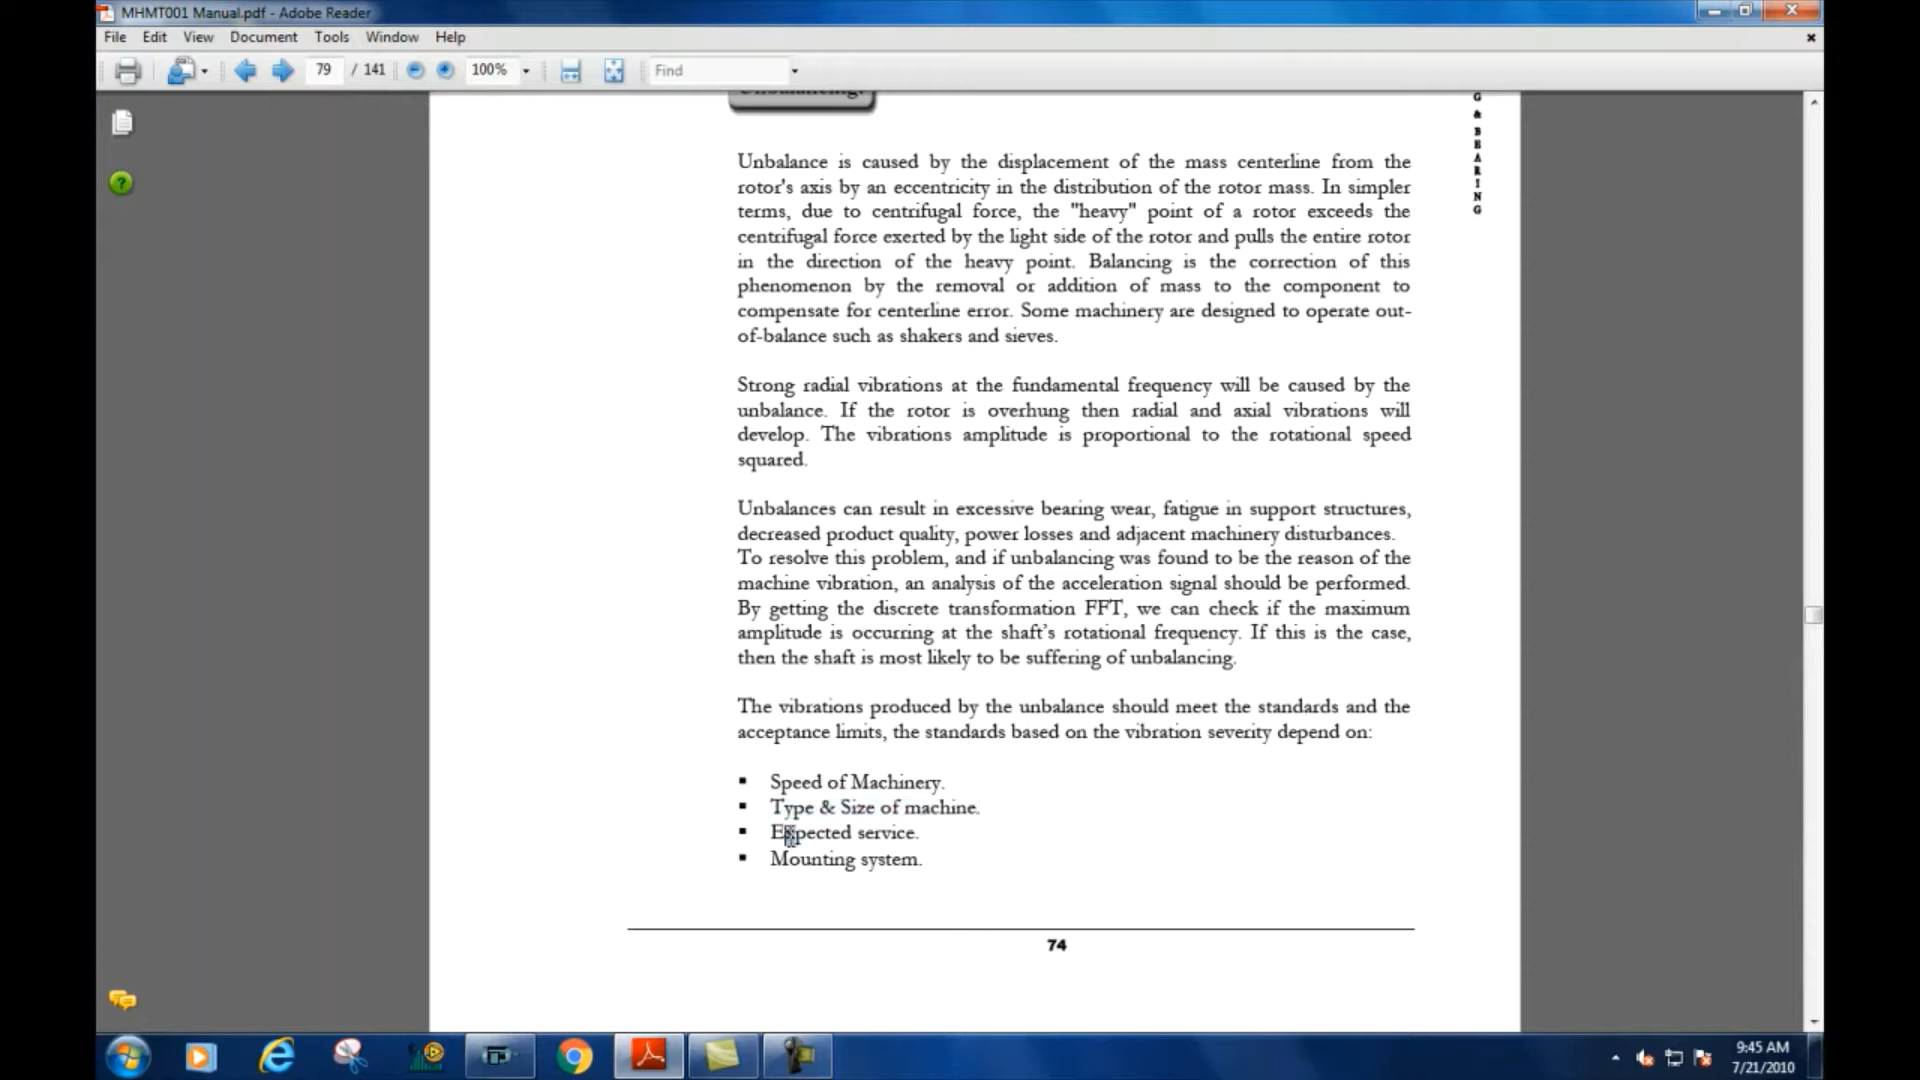 MHMT001 Manual.pdf - Adobe Reader
File Edit View Document Tools Window Help
79 / 141 100% Find
Unbalancing:
G
&
B
E
A
R
I
N
G
Unbalance is caused by the displacement of the mass centerline from the
rotor's axis by an eccentricity in the distribution of the rotor mass. In simpler
terms, due to centrifugal force, the "heavy" point of a rotor exceeds the
centrifugal force exerted by the light side of the rotor and pulls the entire rotor
in the direction of the heavy point. Balancing is the correction of this
phenomenon by the removal or addition of mass to the component to
compensate for centerline error. Some machinery are designed to operate out-
of-balance such as shakers and sieves.
Strong radial vibrations at the fundamental frequency will be caused by the
unbalance. If the rotor is overhung then radial and axial vibrations will
develop. The vibrations amplitude is proportional to the rotational speed
squared.
Unbalances can result in excessive bearing wear, fatigue in support structures,
decreased product quality, power losses and adjacent machinery disturbances.
To resolve this problem, and if unbalancing was found to be the reason of the
machine vibration, an analysis of the acceleration signal should be performed.
By getting the discrete transformation FFT, we can check if the maximum
amplitude is occurring at the shaft's rotational frequency. If this is the case,
then the shaft is most likely to be suffering of unbalancing.
The vibrations produced by the unbalance should meet the standards and the
acceptance limits, the standards based on the vibration severity depend on:
▪ Speed of Machinery.
▪ Type & Size of machine.
▪ Expected service.
▪ Mounting system.
74
9:45 AM
7/21/2010